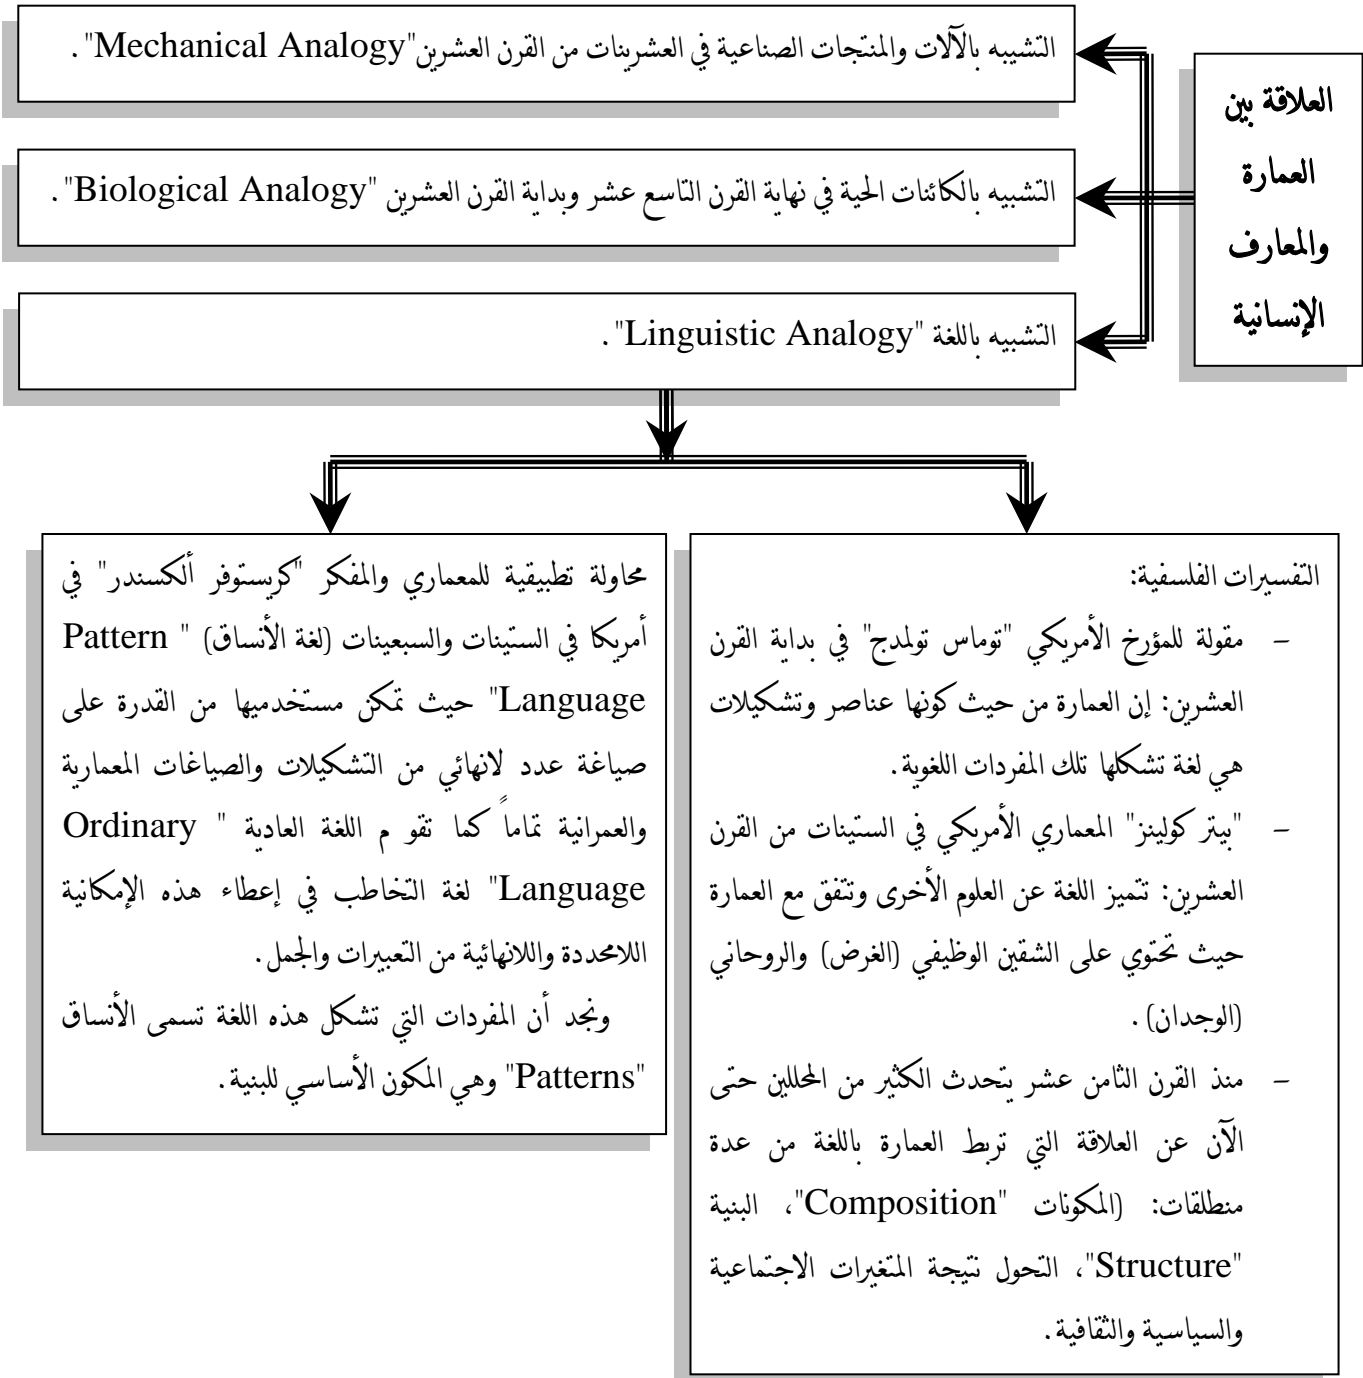 العلاقة بين
العمارة
والمعارف
الإنسانية
التشيبه بالآلات والمنتجات الصناعية في العشرينات من القرن العشرين"Mechanical Analogy".
التشبيه بالكائنات الحية في نهاية القرن التاسع عشر وبداية القرن العشرين "Biological Analogy".
التشبيه باللغة "Linguistic Analogy".
التفسيرات الفلسفية:
– مقولة للمؤرخ الأمريكي "توماس تولمدج" في بداية القرن
العشرين: إن العمارة من حيث كونها عناصر وتشكيلات
هي لغة تشكلها تلك المفردات اللغوية.
– "بيتر كولينز" المعماري الأمريكي في الستينات من القرن
العشرين: تتميز اللغة عن العلوم الأخرى وتتفق مع العمارة
حيث تحتوي على الشقين الوظيفي (الغرض) والروحاني
(الوجدان).
– منذ القرن الثامن عشر يتحدث الكثير من المحللين حتى
الآن عن العلاقة التي تربط العمارة باللغة من عدة
منطلقات: (المكونات "Composition"، البنية
"Structure"، التحول نتيجة المتغيرات الاجتماعية
والسياسية والثقافية.
محاولة تطبيقية للمعماري والمفكر "كريستوفر ألكسندر" في
أمريكا في الستينات والسبعينات (لغة الأنساق) " Pattern
Language" حيث تمكن مستخدميها من القدرة على
صياغة عدد لانهائي من التشكيلات والصياغات المعمارية
والعمرانية تماماً كما تقو م اللغة العادية " Ordinary
Language" لغة التخاطب في إعطاء هذه الإمكانية
اللامحددة واللانهائية من التعبيرات والجمل.
ونجد أن المفردات التي تشكل هذه اللغة تسمى الأنساق
"Patterns" وهي المكون الأساسي للبنية.